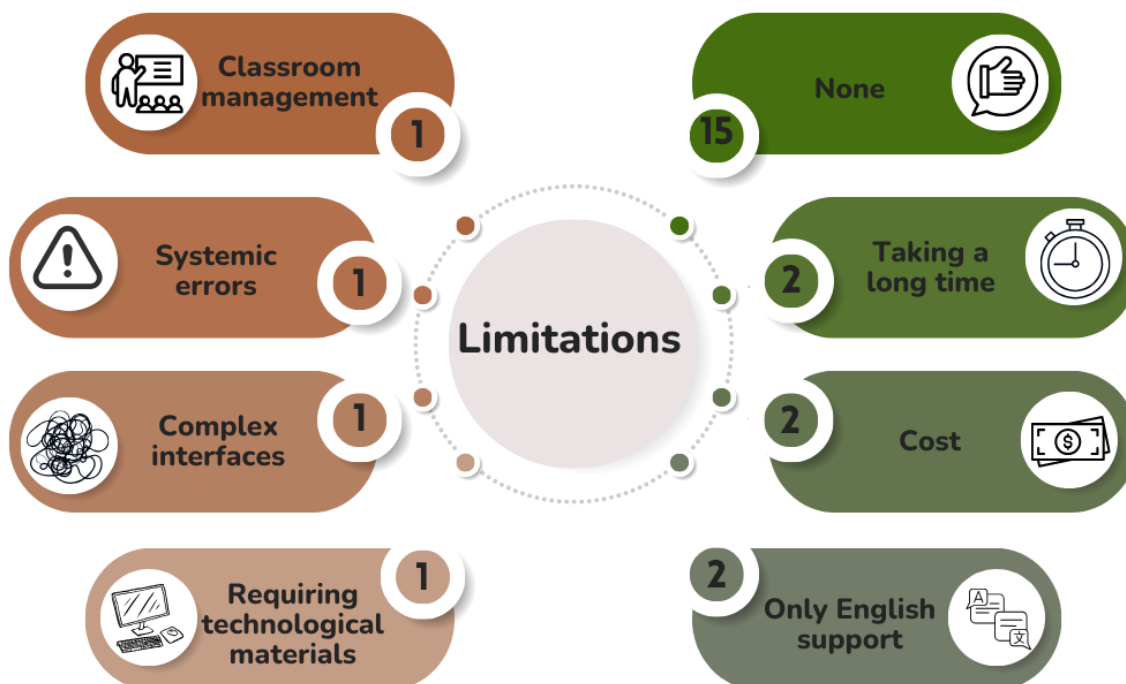 Classroom
management
1
None
15
Systemic
errors
1
Taking a
long time
2
Limitations
Complex
interfaces
1
Cost
2
$
Requiring
technological
materials
1
Only English
support
2
A
文